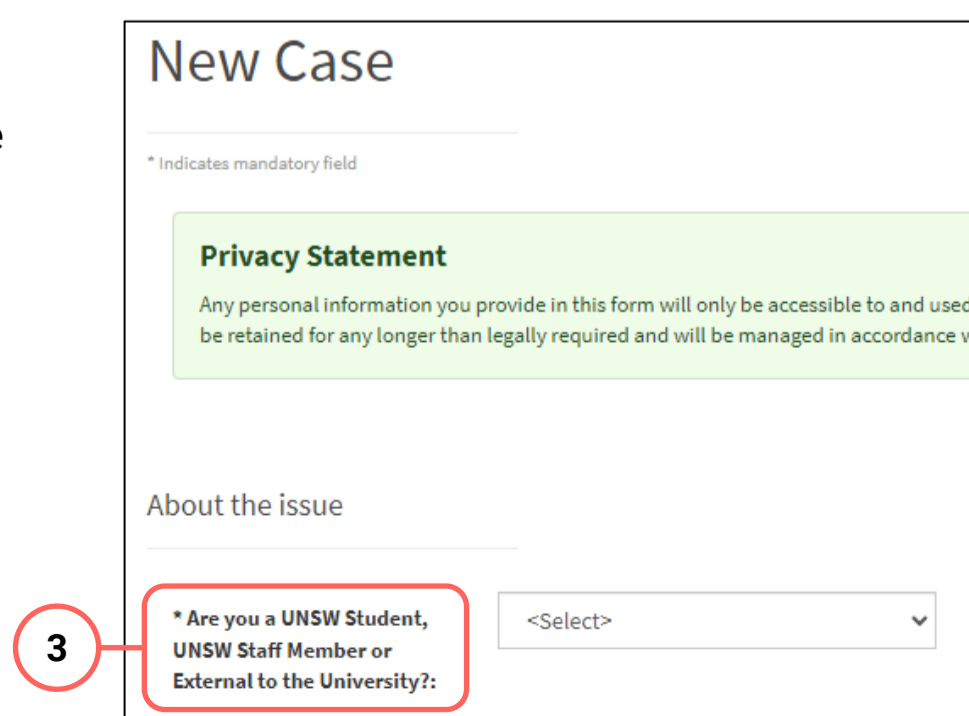 New Case
* Indicates mandatory field
Privacy Statement
Any personal information you provide in this form will only be accessible to and used
be retained for any longer than legally required and will be managed in accordance
About the issue
3
* Are you a UNSW Student,
UNSW Staff Member or
External to the University?:
<Select>